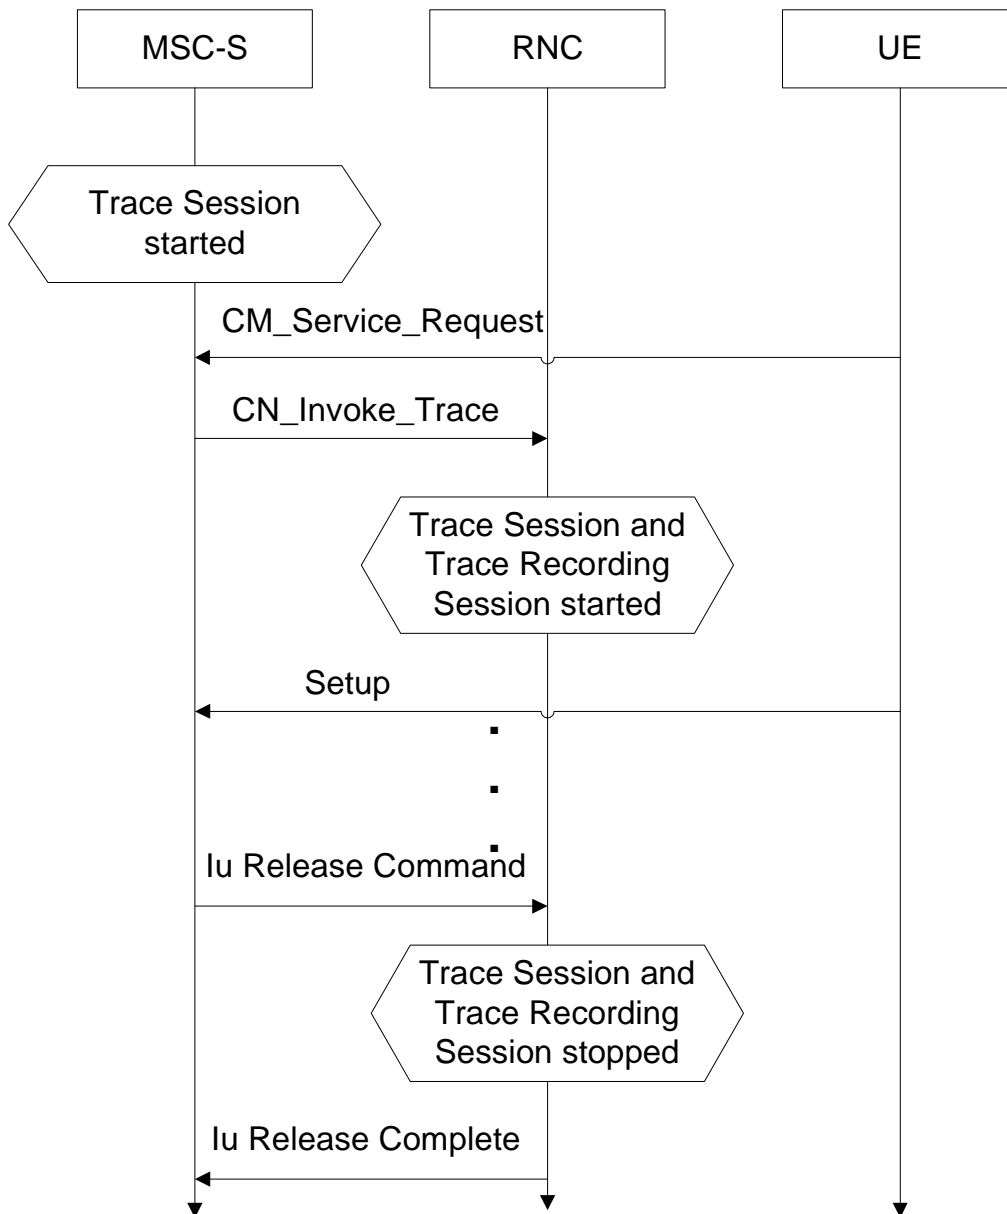 MSC-S
RNC
UE
Trace Session
started
CM_Service_Request
CN_Invoke_Trace
Trace Session and
Trace Recording
Session started
Setup
Iu Release Command
Trace Session and
Trace Recording
Session stopped
Iu Release Complete